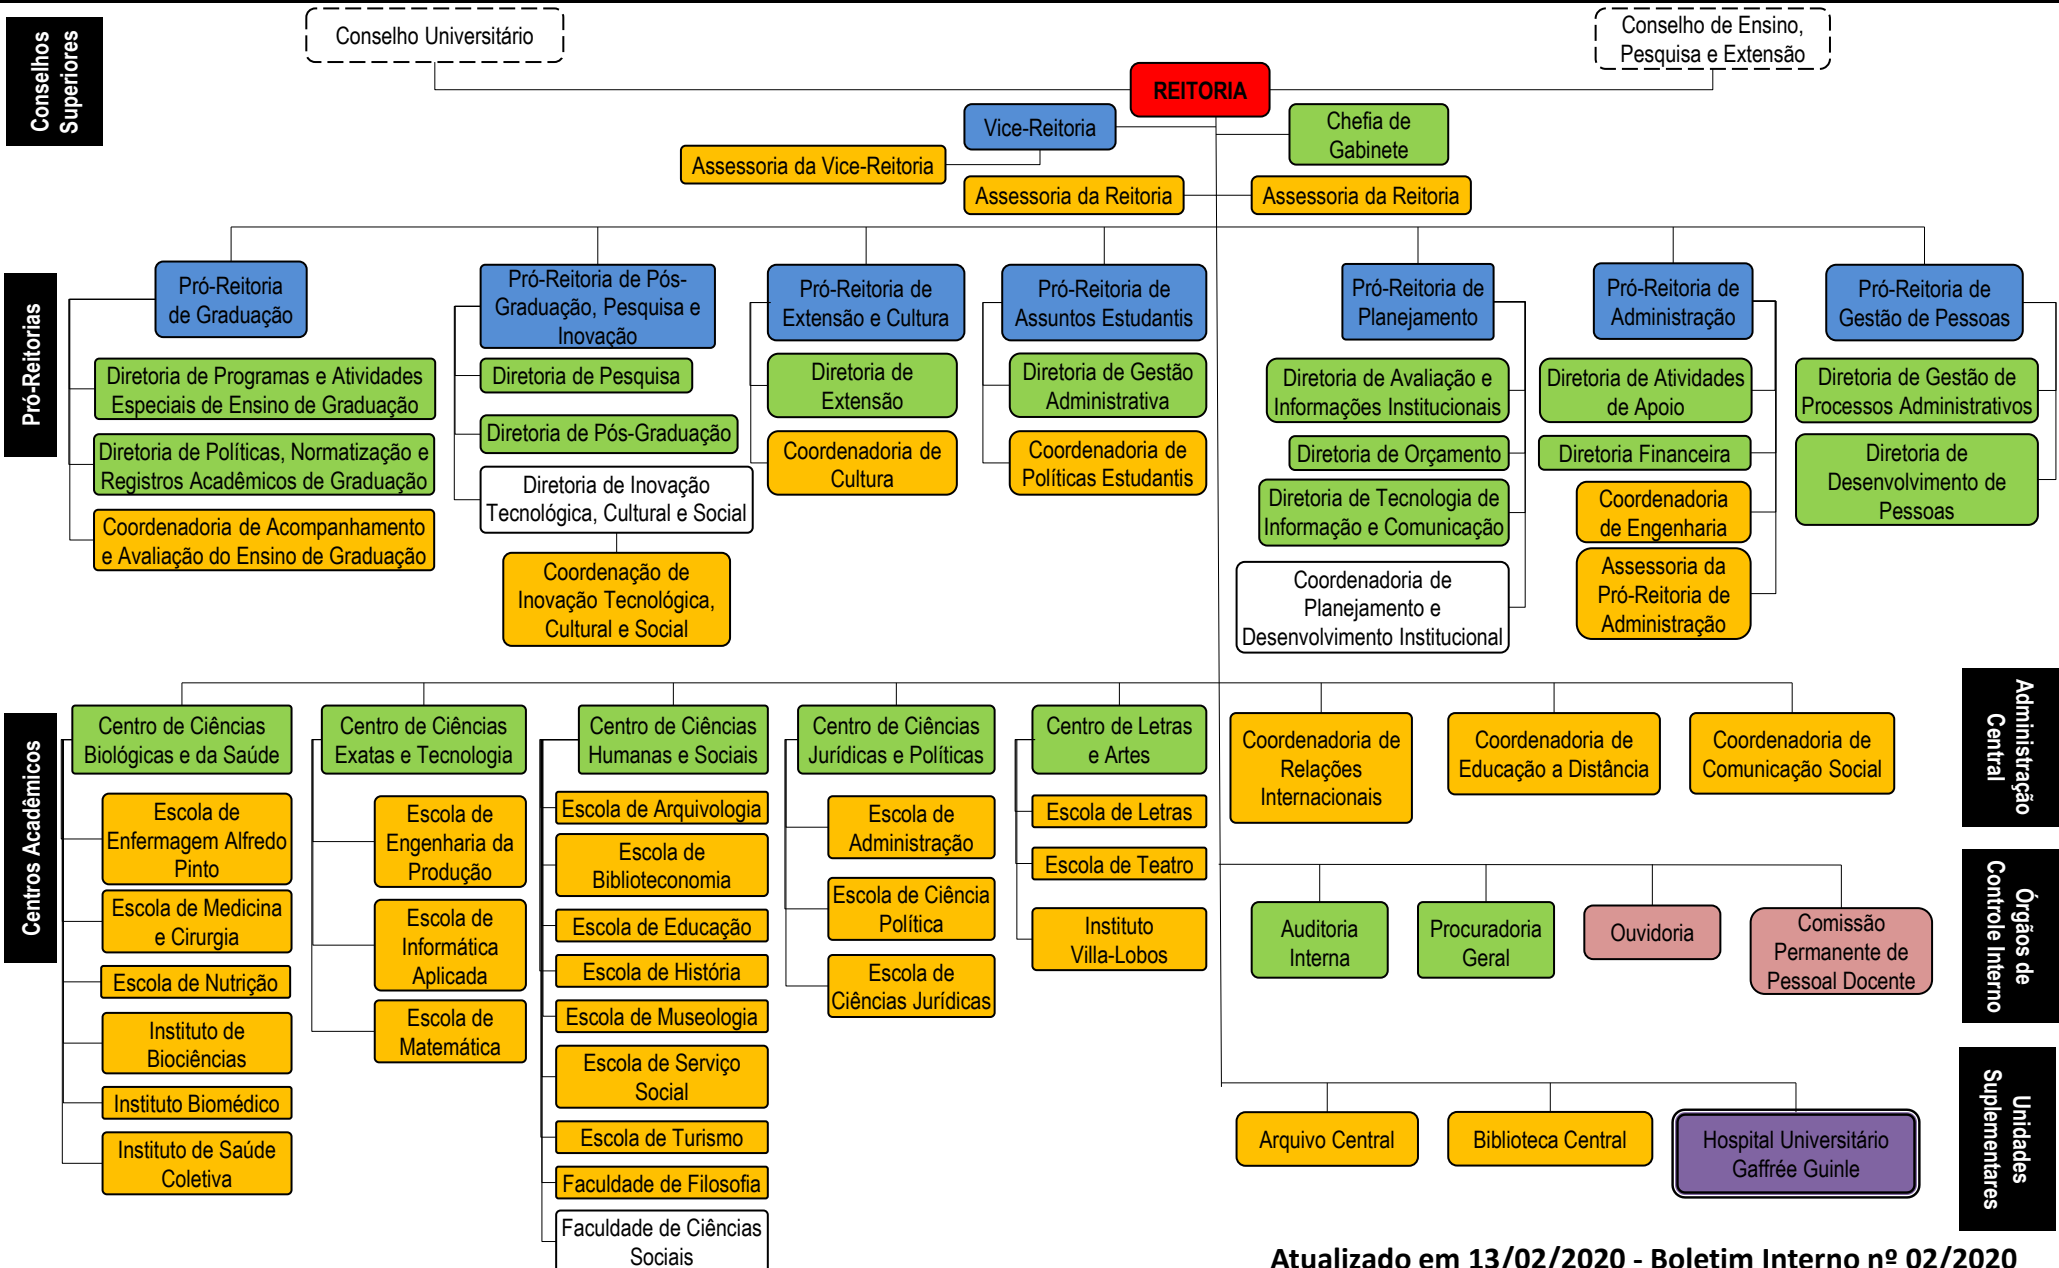 Conselhos
Superiores
Conselho Universitário
Conselho de Ensino,
Pesquisa e Extensão
REITORIA
Vice-Reitoria
Chefia de
Gabinete
Assessoria da Vice-Reitoria
Assessoria da Reitoria
Assessoria da Reitoria
Pró-Reitorias
Pró-Reitoria
de Graduação
Diretoria de Programas e Atividades
Especiais de Ensino de Graduação
Diretoria de Políticas, Normatização e
Registros Acadêmicos de Graduação
Coordenadoria de Acompanhamento
e Avaliação do Ensino de Graduação
Pró-Reitoria de Pós-
Graduação, Pesquisa e
Inovação
Diretoria de Pesquisa
Diretoria de Pós-Graduação
Diretoria de Inovação
Tecnológica, Cultural e Social
Coordenação de
Inovação Tecnológica,
Cultural e Social
Pró-Reitoria de
Extensão e Cultura
Diretoria de
Extensão
Coordenadoria de
Cultura
Pró-Reitoria de
Assuntos Estudantis
Diretoria de Gestão
Administrativa
Coordenadoria de
Políticas Estudantis
Pró-Reitoria de
Planejamento
Diretoria de Avaliação e
Informações Institucionais
Diretoria de Orçamento
Diretoria de Tecnologia de
Informação e Comunicação
Coordenadoria de
Planejamento e
Desenvolvimento Institucional
Pró-Reitoria de
Administração
Diretoria de Atividades
de Apoio
Diretoria Financeira
Coordenadoria
de Engenharia
Assessoria da
Pró-Reitoria de
Administração
Pró-Reitoria de
Gestão de Pessoas
Diretoria de Gestão de
Processos Administrativos
Diretoria de
Desenvolvimento de
Pessoas
Centros Acadêmicos
Centro de Ciências
Biológicas e da Saúde
Escola de
Enfermagem Alfredo
Pinto
Escola de Medicina
e Cirurgia
Escola de Nutrição
Instituto de
Biociências
Instituto Biomédico
Instituto de Saúde
Coletiva
Centro de Ciências
Exatas e Tecnologia
Escola de
Engenharia da
Produção
Escola de
Informática
Aplicada
Escola de
Matemática
Centro de Ciências
Humanas e Sociais
Escola de Arquivologia
Escola de
Biblioteconomia
Escola de Educação
Escola de História
Escola de Museologia
Escola de Serviço
Social
Escola de Turismo
Faculdade de Filosofia
Faculdade de Ciências
Sociais
Centro de Ciências
Jurídicas e Políticas
Escola de
Administração
Escola de Ciência
Política
Escola de
Ciências Jurídicas
Centro de Letras
e Artes
Escola de Letras
Escola de Teatro
Instituto
Villa-Lobos
Administração
Central
Coordenadoria de
Relações
Internacionais
Coordenadoria de
Educação a Distância
Coordenadoria de
Comunicação Social
Órgãos de
Controle Interno
Auditoria
Interna
Procuradoria
Geral
Ouvidoria
Comissão
Permanente de
Pessoal Docente
Unidades
Suplementares
Arquivo Central
Biblioteca Central
Hospital Universitário
Gaffrée Guinle
Atualizado em 13/02/2020 - Boletim Interno nº 02/2020